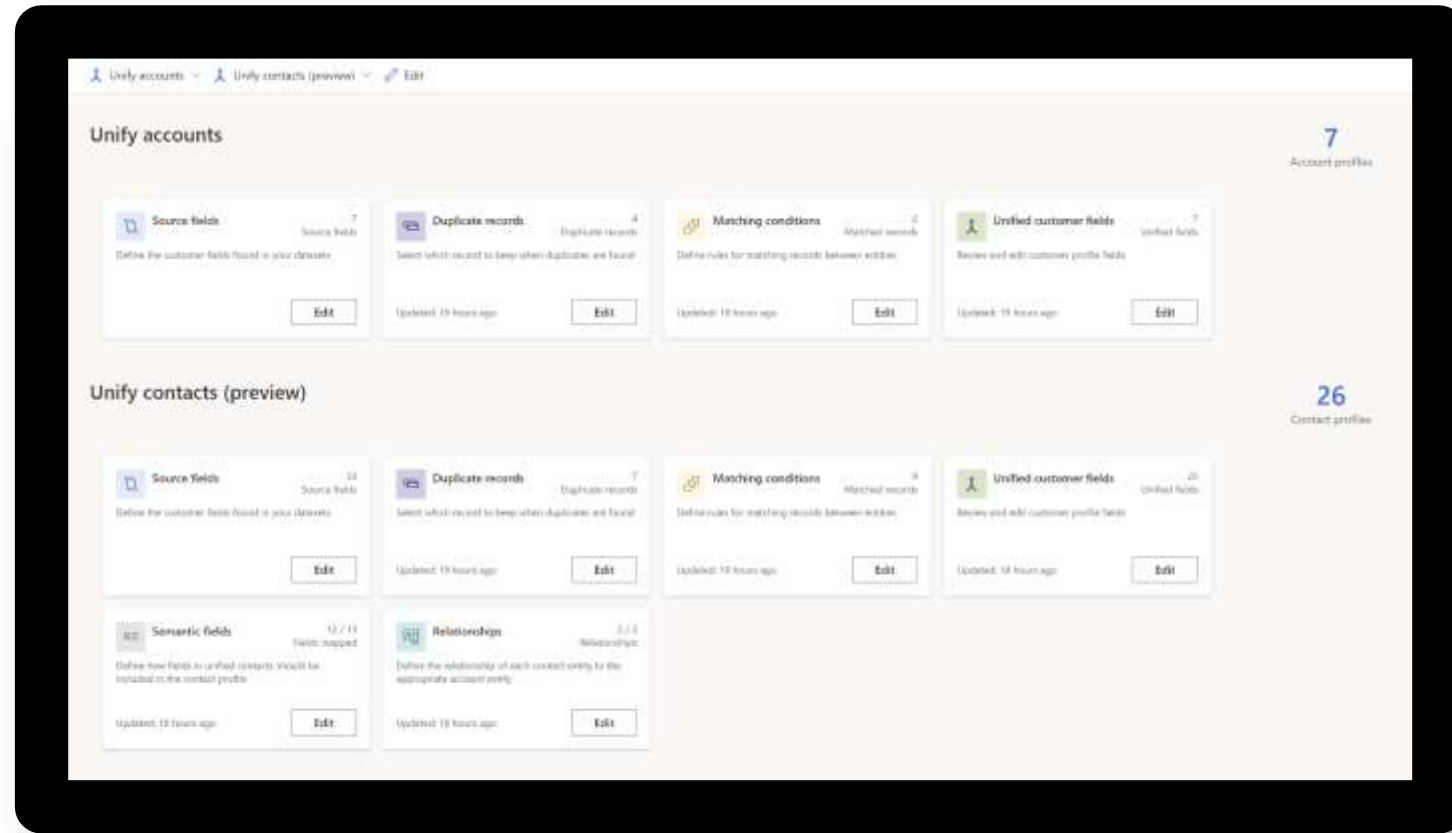 Unify accounts Unify contacts (preview) Edit
Unify accounts
7
Account profiles
Source fields 7
Source fields
Define the customer fields found in your datasets
Edit
Duplicate records 4
Duplicate records
Select which record to keep when duplicates are found
Updated: 19 hours ago Edit
Matching conditions 2
Matched records
Define rules for matching records between entities
Updated: 19 hours ago Edit
Unified customer fields 7
Unified fields
Review and edit customer profile fields
Updated: 19 hours ago Edit
Unify contacts (preview)
26
Contact profiles
Source fields
Source fields
Define the customer fields found in your datasets
Edit
Duplicate records 7
Duplicate records
Select which record to keep when duplicates are found
Updated: 19 hours ago Edit
Matching conditions
Matched records
Define rules for matching records between entities
Updated: 19 hours ago Edit
Unified customer fields
Unified fields
Review and edit customer profile fields
Updated: 18 hours ago Edit
Semantic fields 12 / 13
Fields mapped
Define how fields in unified contacts should be
included in the contact profile
Updated: 18 hours ago Edit
Relationships
Relationships
Define the relationship of each contact entity to the
appropriate account entity
Updated: 18 hours ago Edit